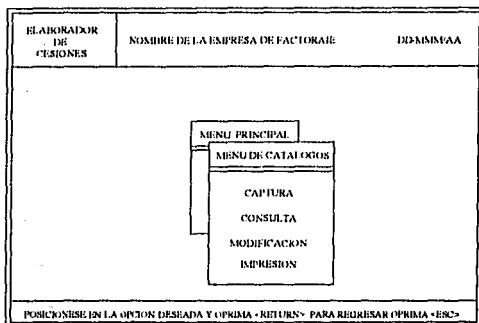 ELABORADOR
DE
CESIONES
NOMBRE DE LA EMPRESA DE FACTORAJE
DD-MMM/AA
MENU PRINCIPAL
MENU DE CATALOGOS
CAPTURA
CONSULTA
MODIFICACION
IMPRESION
POSICIONESE EN LA OPCION DESEADA Y OPRIMA <RETURN> PARA REGRESAR OPRIMA <ESC>